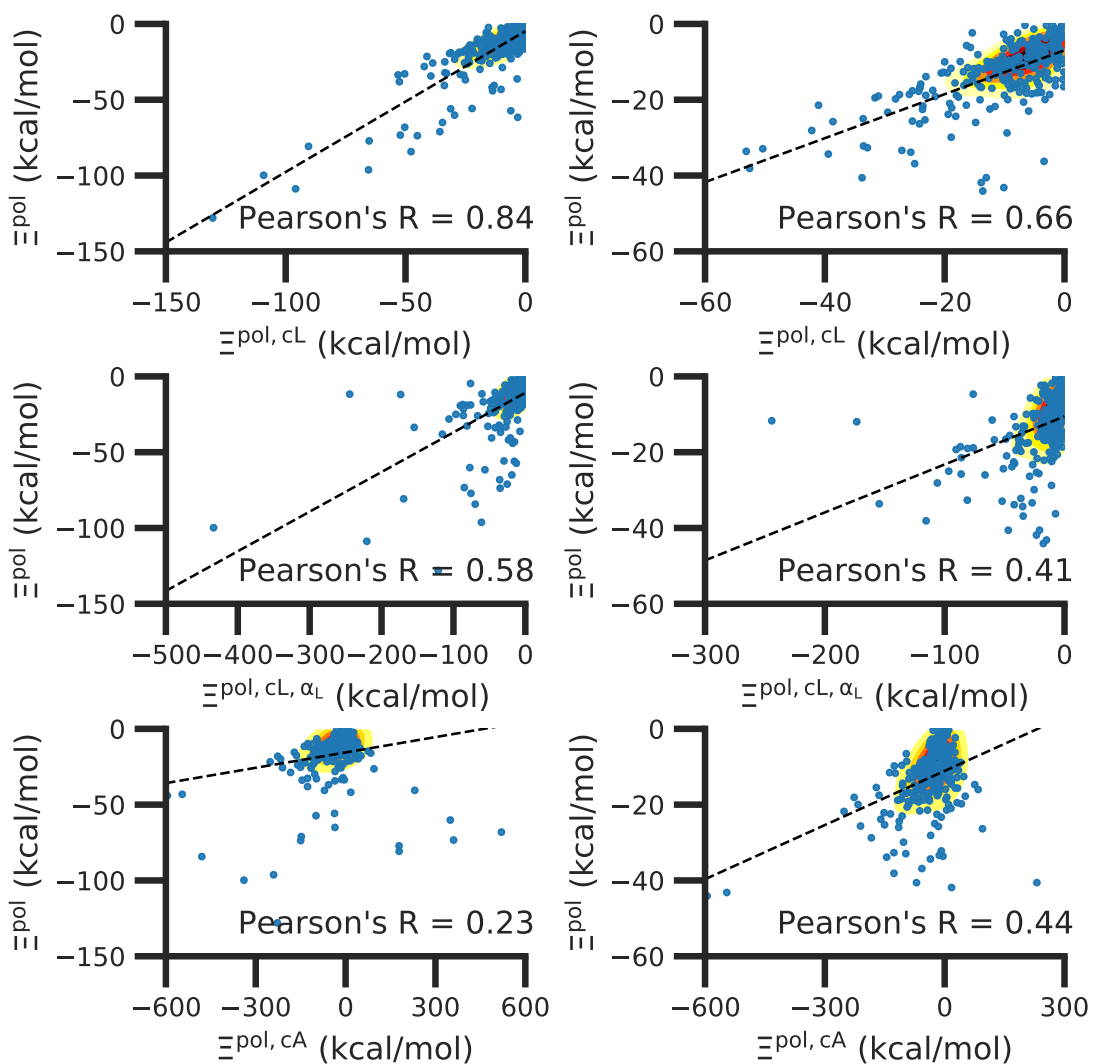 0
−50
−100
−150
Ξ^pol (kcal/mol)
Pearson's R = 0.84
−150 −100 −50 0
Ξ^pol, cL (kcal/mol)
0
−20
−40
−60
Ξ^pol (kcal/mol)
Pearson's R = 0.66
−60 −40 −20 0
Ξ^pol, cL (kcal/mol)
0
−50
−100
−150
Ξ^pol (kcal/mol)
Pearson's R = 0.58
−500 −400 −300 −200 −100 0
Ξ^pol, cL, α_L (kcal/mol)
0
−20
−40
−60
Ξ^pol (kcal/mol)
Pearson's R = 0.41
−300 −200 −100 0
Ξ^pol, cL, α_L (kcal/mol)
0
−50
−100
−150
Ξ^pol (kcal/mol)
Pearson's R = 0.23
−600 −300 0 300 600
Ξ^pol, cA (kcal/mol)
0
−20
−40
−60
Ξ^pol (kcal/mol)
Pearson's R = 0.44
−600 −300 0 300
Ξ^pol, cA (kcal/mol)